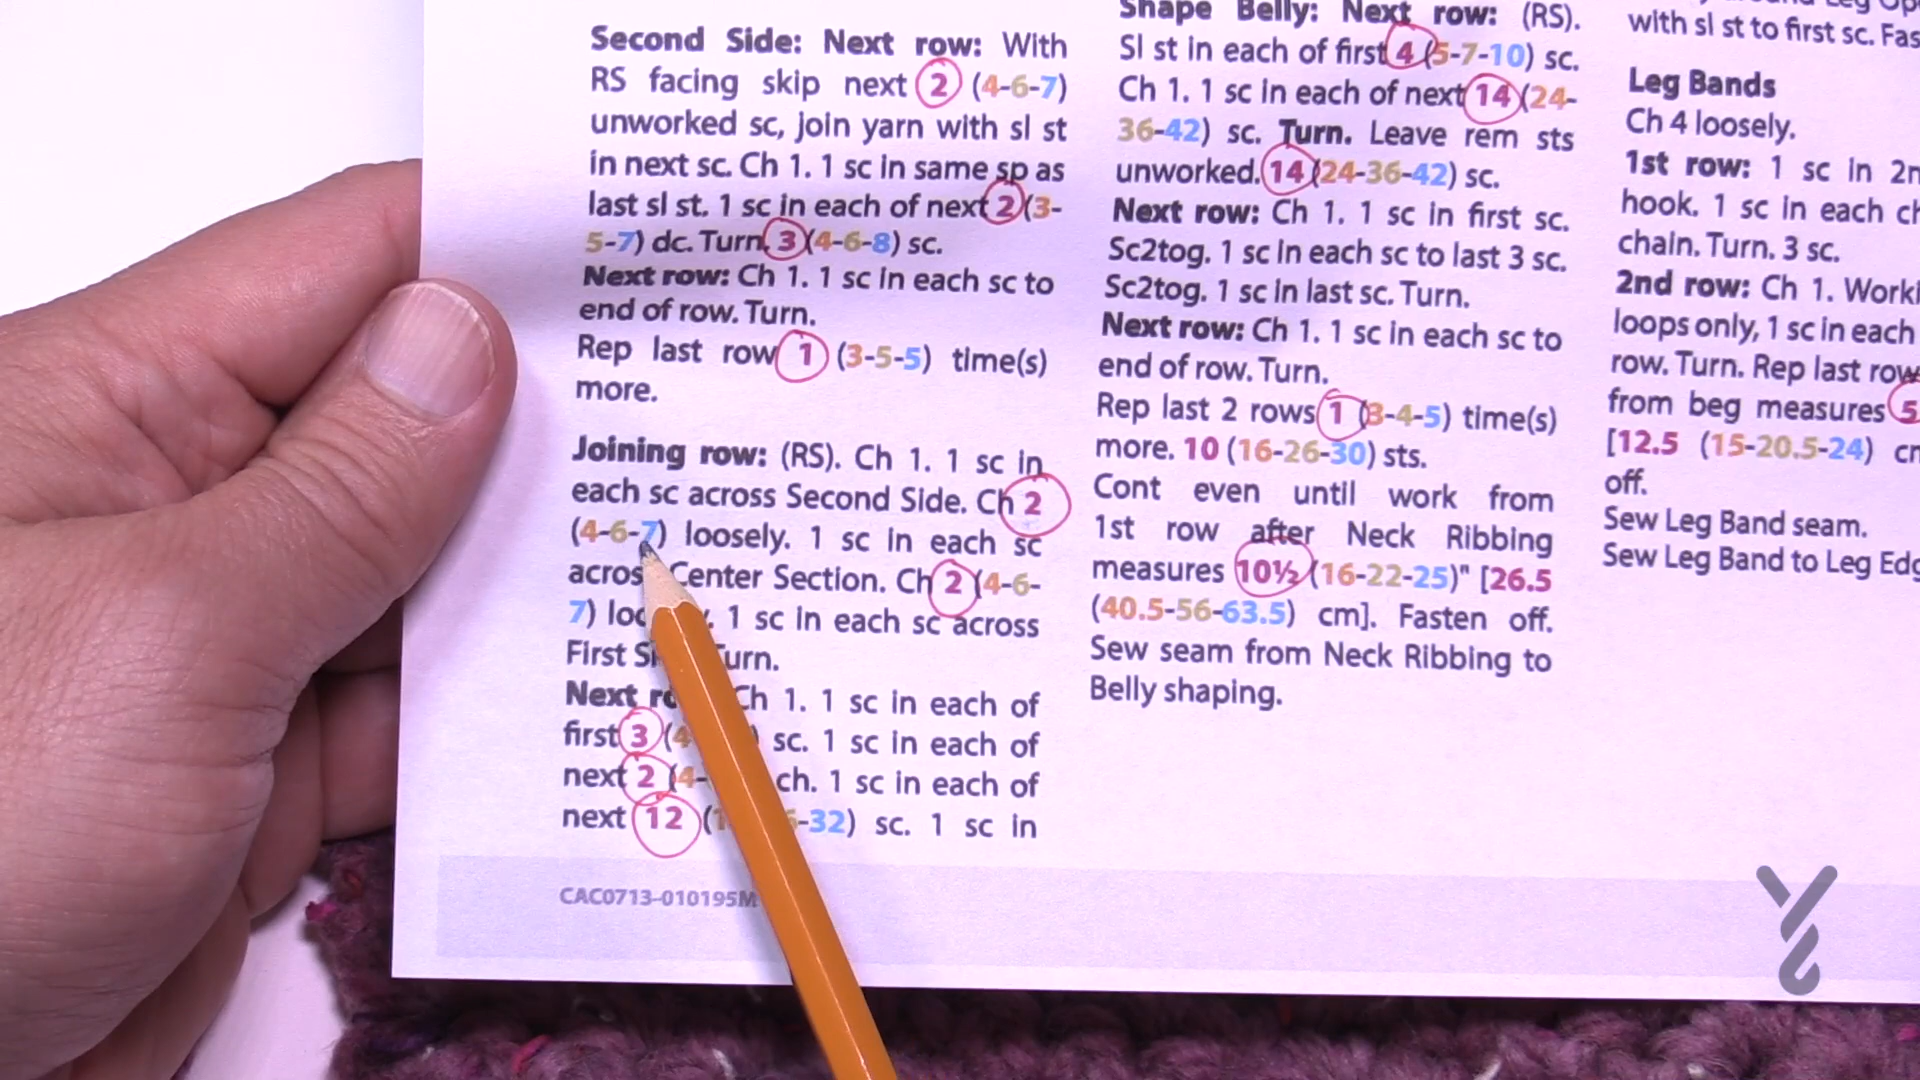 Second Side: Next row: With
RS facing skip next 2 (4-6-7)
unworked sc, join yarn with sl st
in next sc. Ch 1. 1 sc in same sp as
last sl st. 1 sc in each of next 2 (3-
5-7) dc. Turn. 3 (4-6-8) sc.
Next row: Ch 1. 1 sc in each sc to
end of row. Turn.
Rep last row 1 (3-5-5) time(s)
more.
Joining row: (RS). Ch 1. 1 sc in
each sc across Second Side. Ch 2
(4-6-7) loosely. 1 sc in each sc
Center Section. Ch 2 (4-6-
7) 1 sc in each sc across
First
Next Ch 1. 1 sc in each of
first 3 (4 sc. 1 sc in each of
next 2 (4- ch. 1 sc in each of
next 12 ( -32) sc. 1 sc in
CAC0713-010195M
Shape Belly: Next row: (RS).
Sl st in each of first 4 (5-7-10) sc.
Ch 1. 1 sc in each of next 14 (24-
36-42) sc. Turn. Leave rem sts
unworked. 14 (24-36-42) sc.
Next row: Ch 1. 1 sc in first sc.
Sc2tog. 1 sc in each sc to last 3 sc.
Sc2tog. 1 sc in last sc. Turn.
Next row: Ch 1. 1 sc in each sc to
end of row. Turn.
Rep last 2 rows 1 (3-4-5) time(s)
more. 10 (16-26-30) sts.
Cont even until work from
1st row after Neck Ribbing
measures 10½ (16-22-25)" [26.5
(40.5-56-63.5) cm]. Fasten off.
Sew seam from Neck Ribbing to
Belly shaping.
with sl st to first sc. Fas
Leg Bands
Ch 4 loosely.
1st row: 1 sc in 2n
hook. 1 sc in each ch
chain. Turn. 3 sc.
2nd row: Ch 1. Worki
loops only, 1 sc in each
row. Turn. Rep last row
from beg measures 5
[12.5 (15-20.5-24) cm
off.
Sew Leg Band seam.
Sew Leg Band to Leg Edg